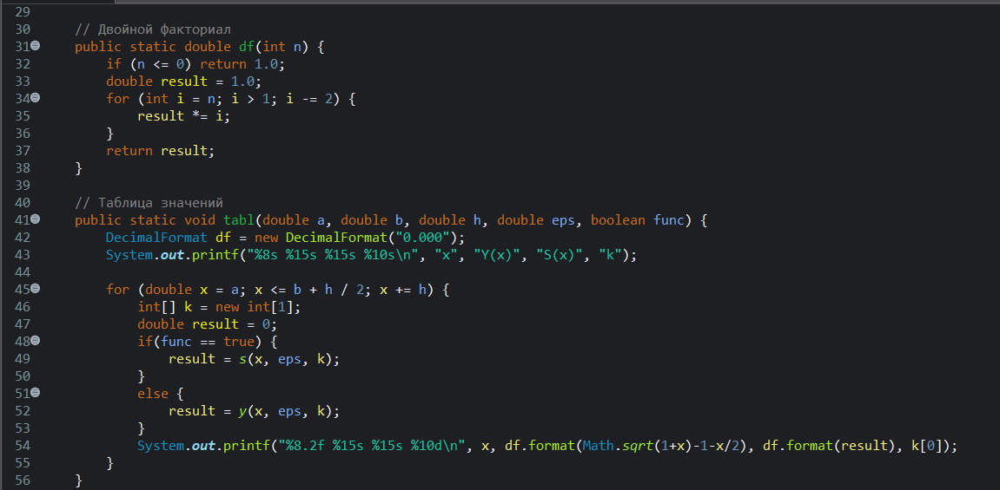 29
30 // Двойной факториал
31 public static double df(int n) {
32 if (n <= 0) return 1.0;
33 double result = 1.0;
34 for (int i = n; i > 1; i -= 2) {
35 result *= i;
36 }
37 return result;
38 }
39
40 // Таблица значений
41 public static void tabl(double a, double b, double h, double eps, boolean func) {
42 DecimalFormat df = new DecimalFormat("0.000");
43 System.out.printf("%8s %15s %15s %10s\n", "x", "Y(x)", "S(x)", "k");
44
45 for (double x = a; x <= b + h / 2; x += h) {
46 int[] k = new int[1];
47 double result = 0;
48 if(func == true) {
49 result = s(x, eps, k);
50 }
51 else {
52 result = y(x, eps, k);
53 }
54 System.out.printf("%8.2f %15s %15s %10d\n", x, df.format(Math.sqrt(1+x)-1-x/2), df.format(result), k[0]);
55 }
56 }